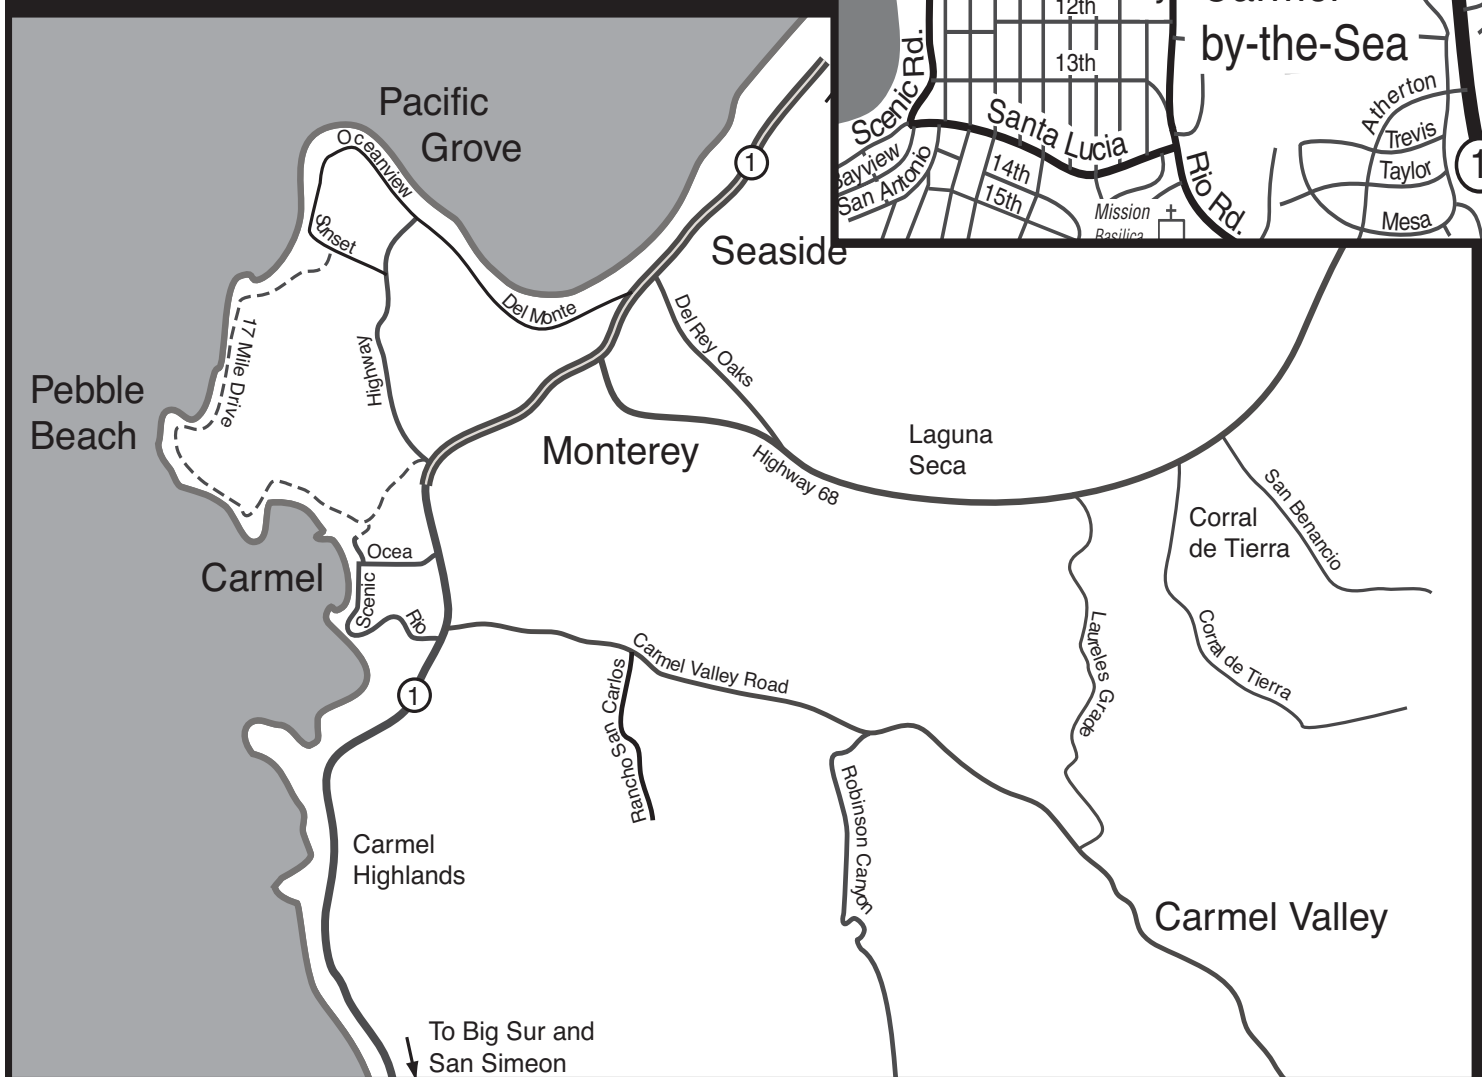 12th
by-the-Sea
13th
Scenic Rd.
Santa Lucia
Atherton
Trevis
Taylor
Mesa
San Antonio
14th
15th
Rio Rd.
Mission
Basilica
1
Pacific
Grove
Oceanview
Sunset
1
Seaside
Del Monte
Del Rey Oaks
17 Mile Drive
Highway
Pebble
Beach
Monterey
Highway 68
Laguna
Seca
Corral
de Tierra
San Benancio
Carmel
Ocea
Scenic
Rio
Carmel Valley Road
Rancho San Carlos
Laureles Grade
Corral de Tierra
1
Robinson Canyon
Carmel
Highlands
Carmel Valley
To Big Sur and
San Simeon